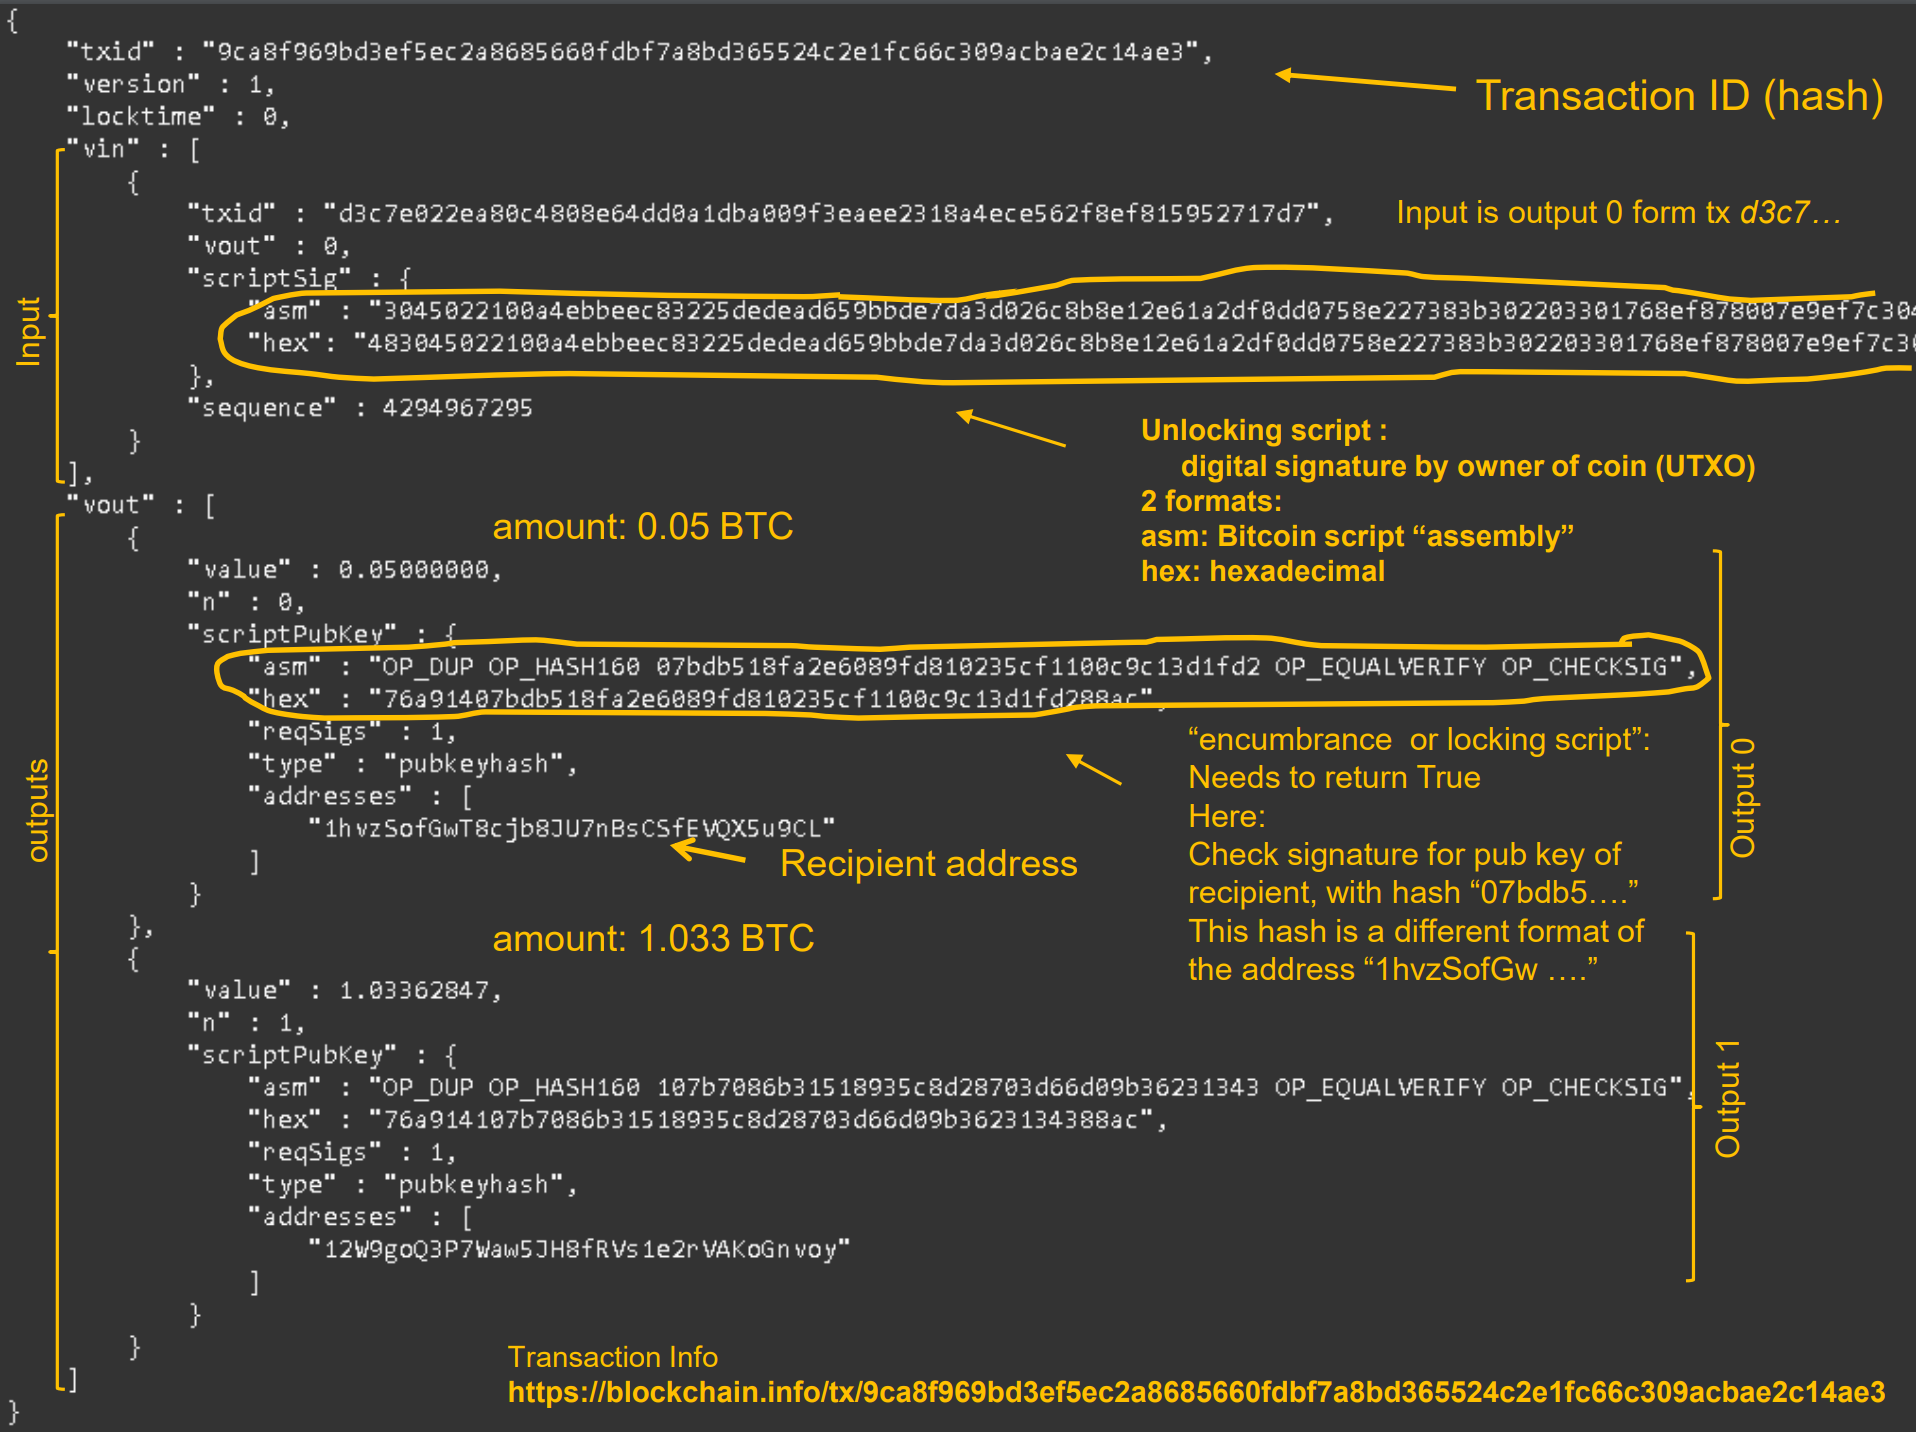 {
"txid" : "9ca8f969bd3ef5ec2a8685660fdbf7a8bd365524c2e1fc66c309acbae2c14ae3",
Transaction ID (hash)
"version" : 1,
"locktime" : 0,
"vin" : [
{
"txid" : "d3c7e022ea80c4808e64dd0a1dba009f3eaee2318a4ece562f8ef815952717d7",
Input is output 0 form tx d3c7…
"vout" : 0,
"scriptSig" : {
"asm" : "3045022100a4ebbeec83225dedead659bbde7da3d026c8b8e12e61a2df0dd0758e227383b302203301768ef878007e9ef7c304
"hex": "483045022100a4ebbeec83225dedead659bbde7da3d026c8b8e12e61a2df0dd0758e227383b302203301768ef878007e9ef7c30
},
"sequence" : 4294967295
}
],
Input
Unlocking script :
digital signature by owner of coin (UTXO)
2 formats:
asm: Bitcoin script “assembly”
hex: hexadecimal
"vout" : [
amount: 0.05 BTC
{
"value" : 0.05000000,
"n" : 0,
"scriptPubKey" : {
"asm" : "OP_DUP OP_HASH160 07bdb518fa2e6089fd810235cf1100c9c13d1fd2 OP_EQUALVERIFY OP_CHECKSIG",
"hex" : "76a91407bdb518fa2e6089fd810235cf1100c9c13d1fd288ac",
"reqSigs" : 1,
"type" : "pubkeyhash",
"addresses" : [
"1hvzSofGwT8cjb8JU7nBsCSfEVQX5u9CL"
Recipient address
]
}
},
“encumbrance or locking script”:
Needs to return True
Here:
Check signature for pub key of
recipient, with hash “07bdb5….”
This hash is a different format of
the address “1hvzSofGw ….”
Output 0
outputs
amount: 1.033 BTC
{
"value" : 1.03362847,
"n" : 1,
"scriptPubKey" : {
"asm" : "OP_DUP OP_HASH160 107b7086b31518935c8d28703d66d09b36231343 OP_EQUALVERIFY OP_CHECKSIG",
"hex" : "76a914107b7086b31518935c8d28703d66d09b3623134388ac",
"reqSigs" : 1,
"type" : "pubkeyhash",
"addresses" : [
"12W9goQ3P7Waw5JH8fRVs1e2rVAKoGnvoy"
]
}
}
]
}
Output 1
Transaction Info
https://blockchain.info/tx/9ca8f969bd3ef5ec2a8685660fdbf7a8bd365524c2e1fc66c309acbae2c14ae3